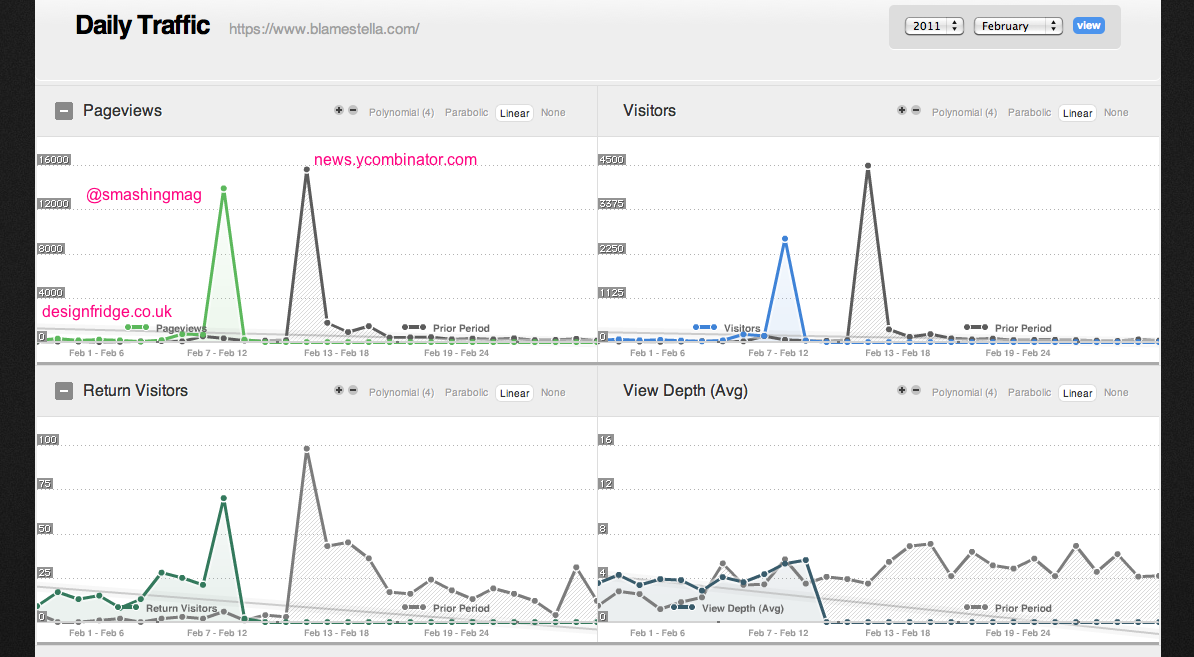 Daily Traffic https://www.blamestella.com/ 2011 February view
Pageviews Polynomial (4) Parabolic Linear None
Visitors Polynomial (4) Parabolic Linear None
16000
news.ycombinator.com
@smashingmag
12000
8000
4000
designfridge.co.uk
0
Pageviews Prior Period
Feb 1 - Feb 6 Feb 7 - Feb 12 Feb 13 - Feb 18 Feb 19 - Feb 24
4500
3375
2250
1125
0
Visitors Prior Period
Feb 1 - Feb 6 Feb 7 - Feb 12 Feb 13 - Feb 18 Feb 19 - Feb 24
Return Visitors Polynomial (4) Parabolic Linear None
View Depth (Avg) Polynomial (4) Parabolic Linear None
100
75
50
25
0
Return Visitors Prior Period
Feb 1 - Feb 6 Feb 7 - Feb 12 Feb 13 - Feb 18 Feb 19 - Feb 24
16
12
8
4
0
View Depth (Avg) Prior Period
Feb 1 - Feb 6 Feb 7 - Feb 12 Feb 13 - Feb 18 Feb 19 - Feb 24